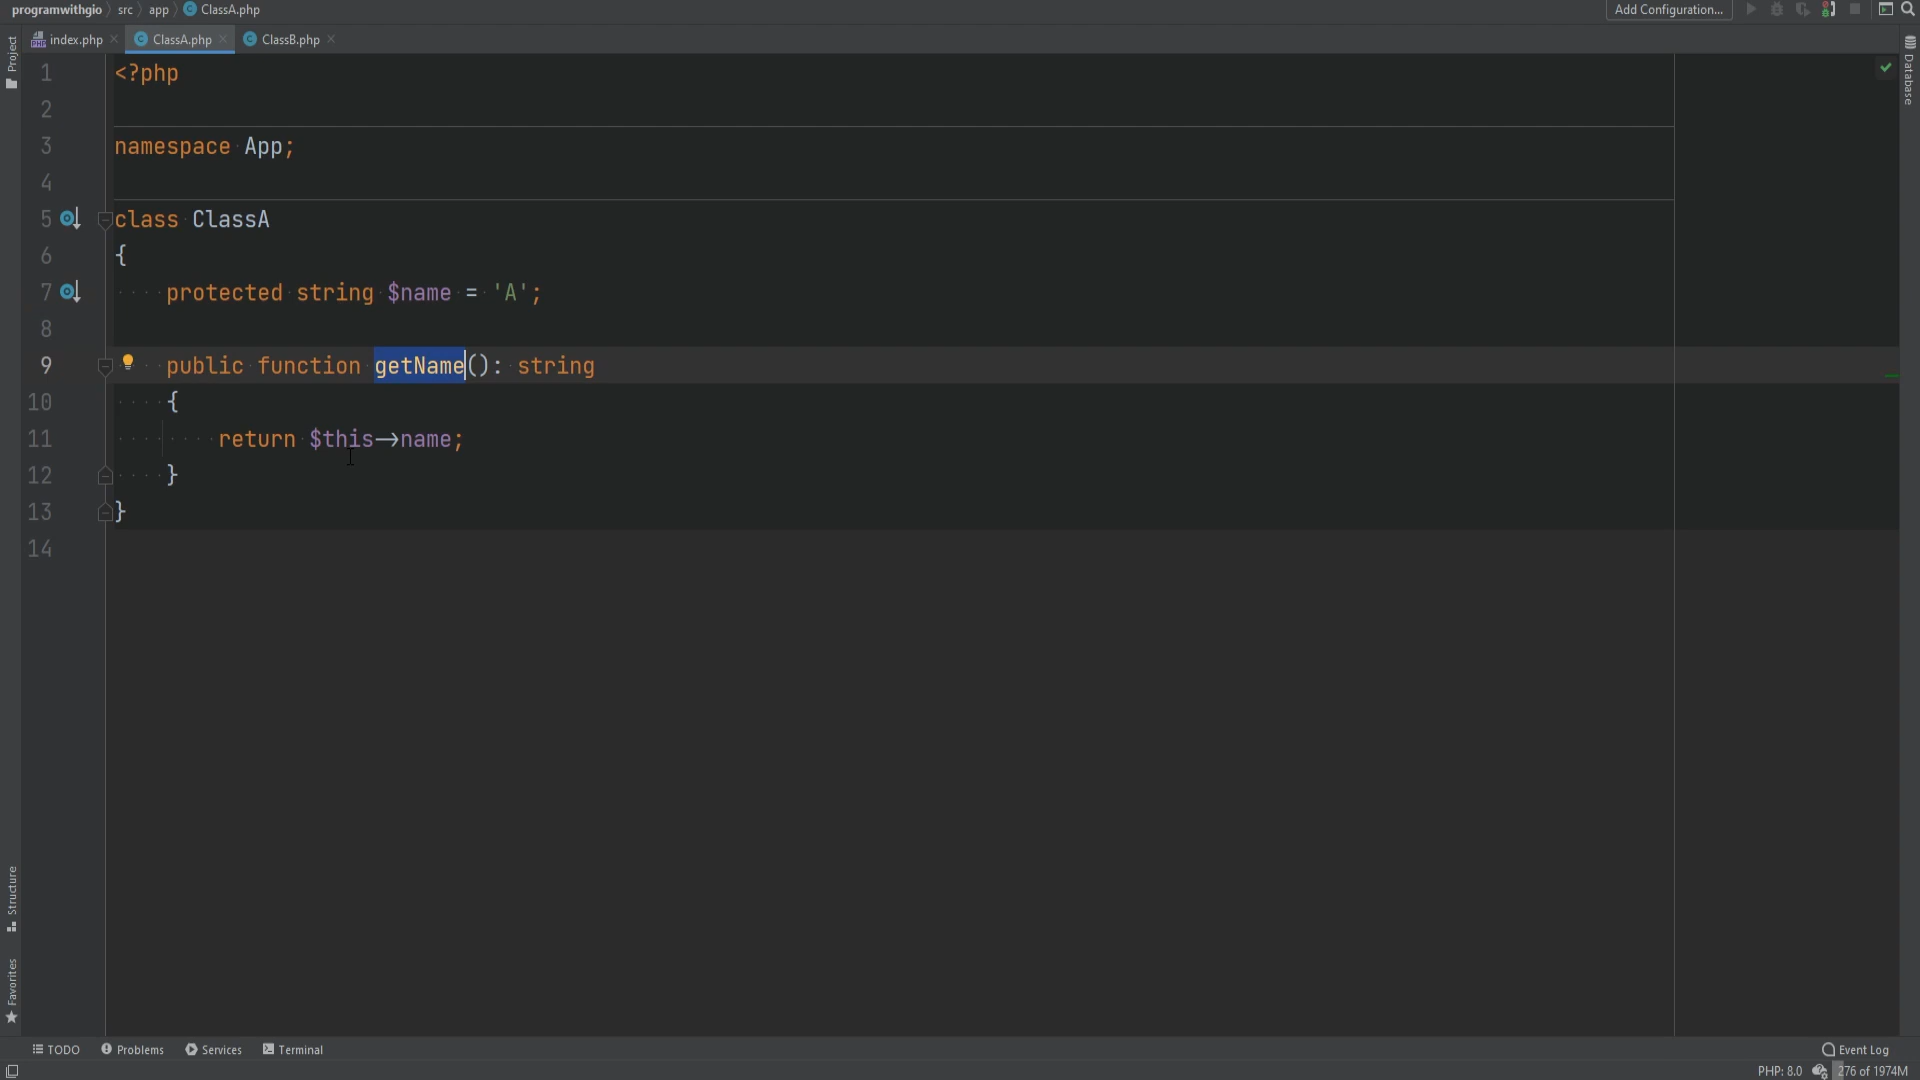 programwithgio src app ClassA.php
Add Configuration...
index.php ClassA.php ClassB.php
Project
Database
1 <?php
2
3 namespace App;
4
5 class ClassA
6 {
7 protected string $name = 'A';
8
9 public function getName(): string
10 {
11 return $this->name;
12 }
13 }
14
Structure
Favorites
TODO Problems Services Terminal
Event Log
PHP: 8.0 276 of 1974M